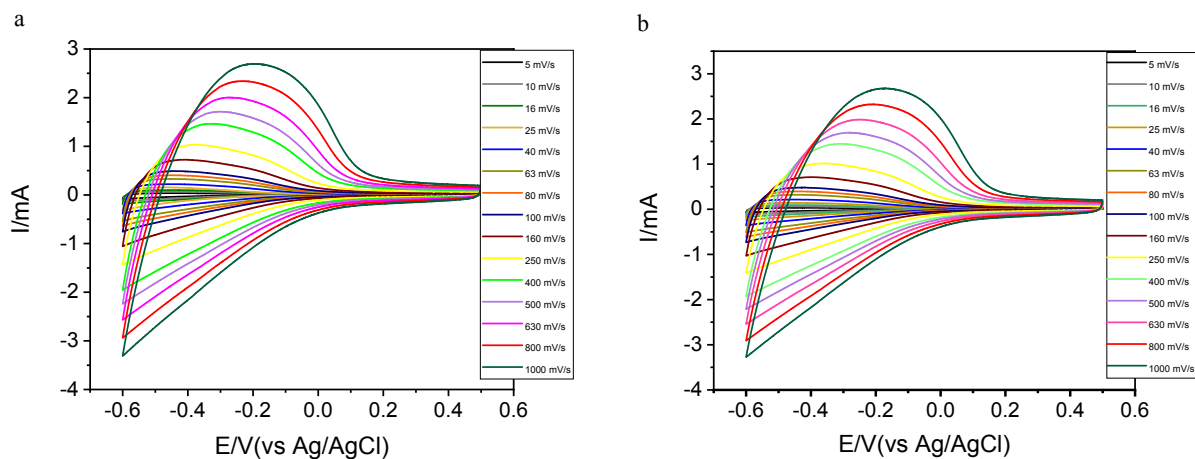 a
3
2
1
0
-1
-2
-3
-4
I/mA
-0.6
-0.4
-0.2
0.0
0.2
0.4
0.6
E/V(vs Ag/AgCl)
5 mV/s
10 mV/s
16 mV/s
25 mV/s
40 mV/s
63 mV/s
80 mV/s
100 mV/s
160 mV/s
250 mV/s
400 mV/s
500 mV/s
630 mV/s
800 mV/s
1000 mV/s
b
3
2
1
0
-1
-2
-3
-4
I/mA
-0.6
-0.4
-0.2
0.0
0.2
0.4
0.6
E/V(vs Ag/AgCl)
5 mV/s
10 mV/s
16 mV/s
25 mV/s
40 mV/s
63 mV/s
80 mV/s
100 mV/s
160 mV/s
250 mV/s
400 mV/s
500 mV/s
630 mV/s
800 mV/s
1000 mV/s